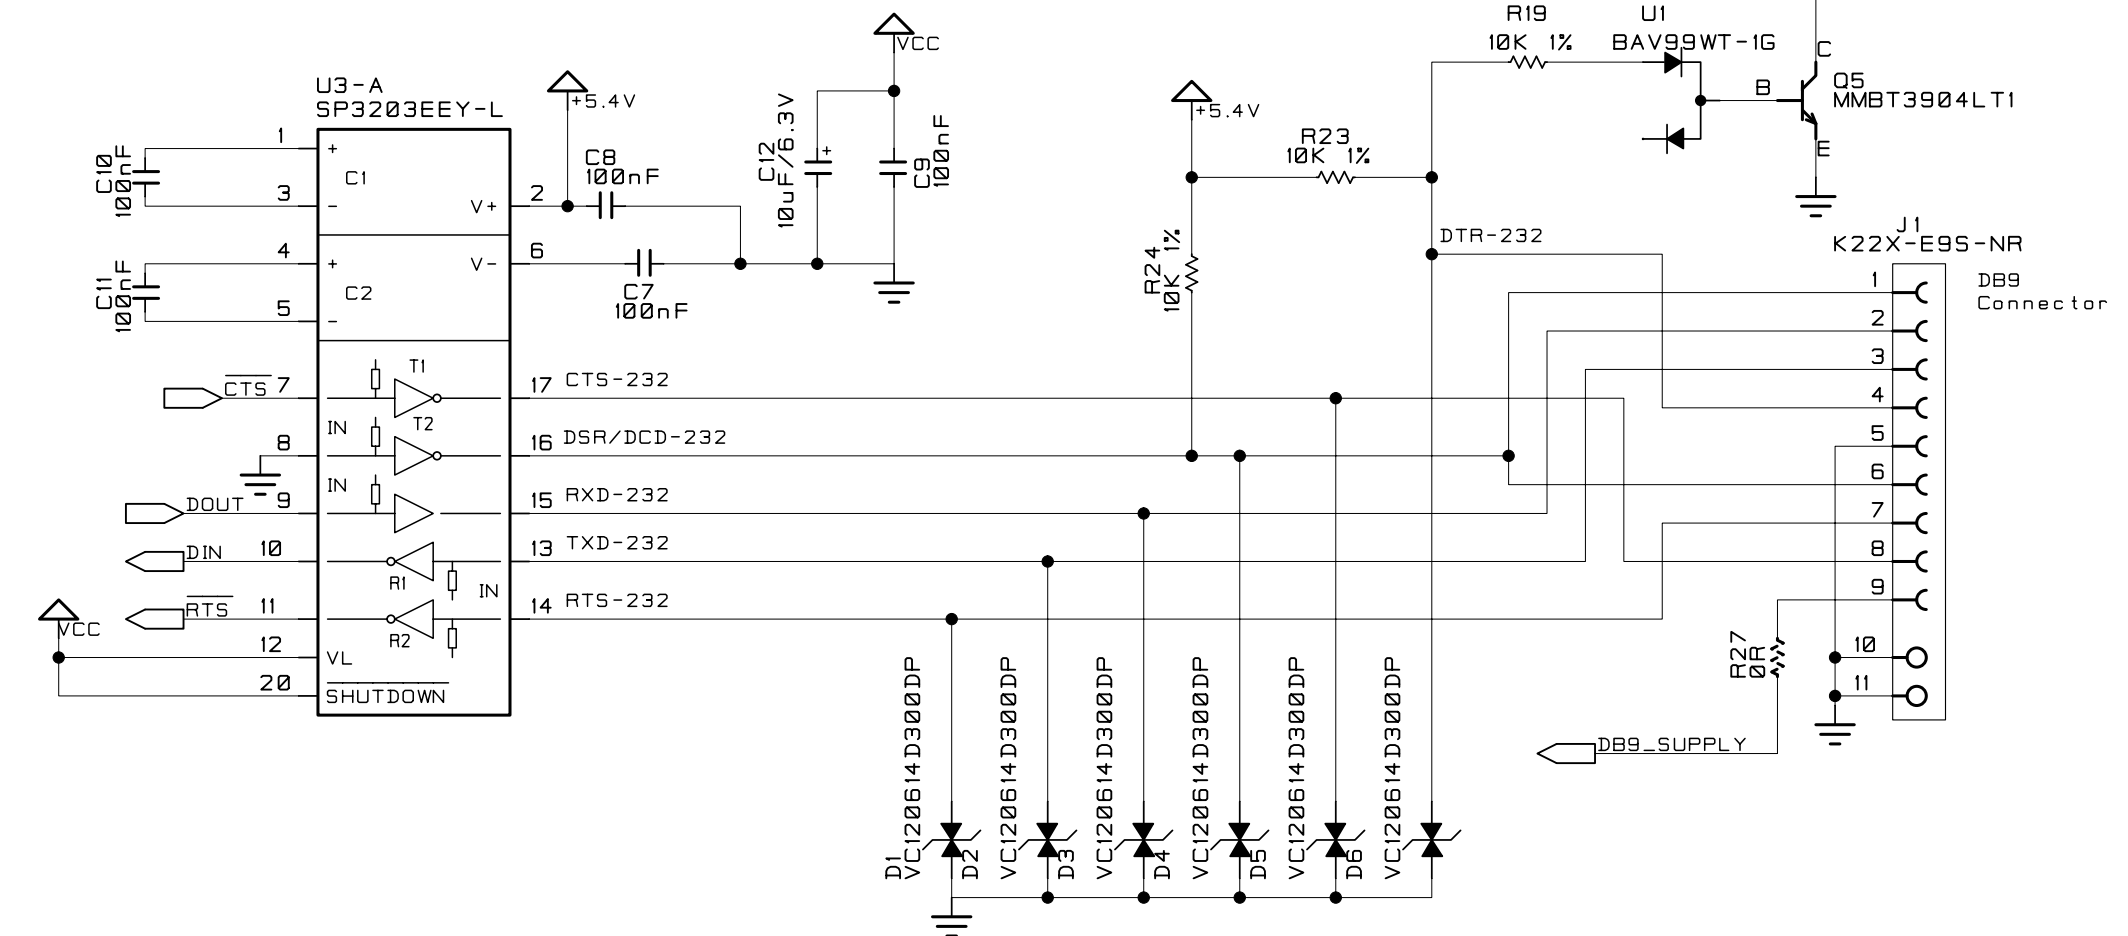 U3-A
SP3203EEY-L
1
3
4
5
C10
100nF
C11
100nF
+
C1
-
V+
+
C2
-
V-
2
6
+5.4V
C8
100nF
C7
100nF
VCC
C12
10uF/6.3V
+
C9
100nF
+5.4V
R23
10K 1%
R24
10K 1%
R19
10K 1%
U1
BAV99WT-1G
C
B
E
Q5
MMBT3904LT1
DTR-232
J1
K22X-E9S-NR
DB9
Connector
1
2
3
4
5
6
7
8
9
10
11
CTS
7
T1
17
CTS-232
IN
T2
8
16
DSR/DCD-232
IN
DOUT
9
15
RXD-232
DIN
10
R1
13
TXD-232
IN
RTS
11
R2
14
RTS-232
VCC
12
VL
20
SHUTDOWN
D1
VC120614D300DP
D2
VC120614D300DP
D3
VC120614D300DP
D4
VC120614D300DP
D5
VC120614D300DP
D6
VC120614D300DP
R27
0R
DB9_SUPPLY